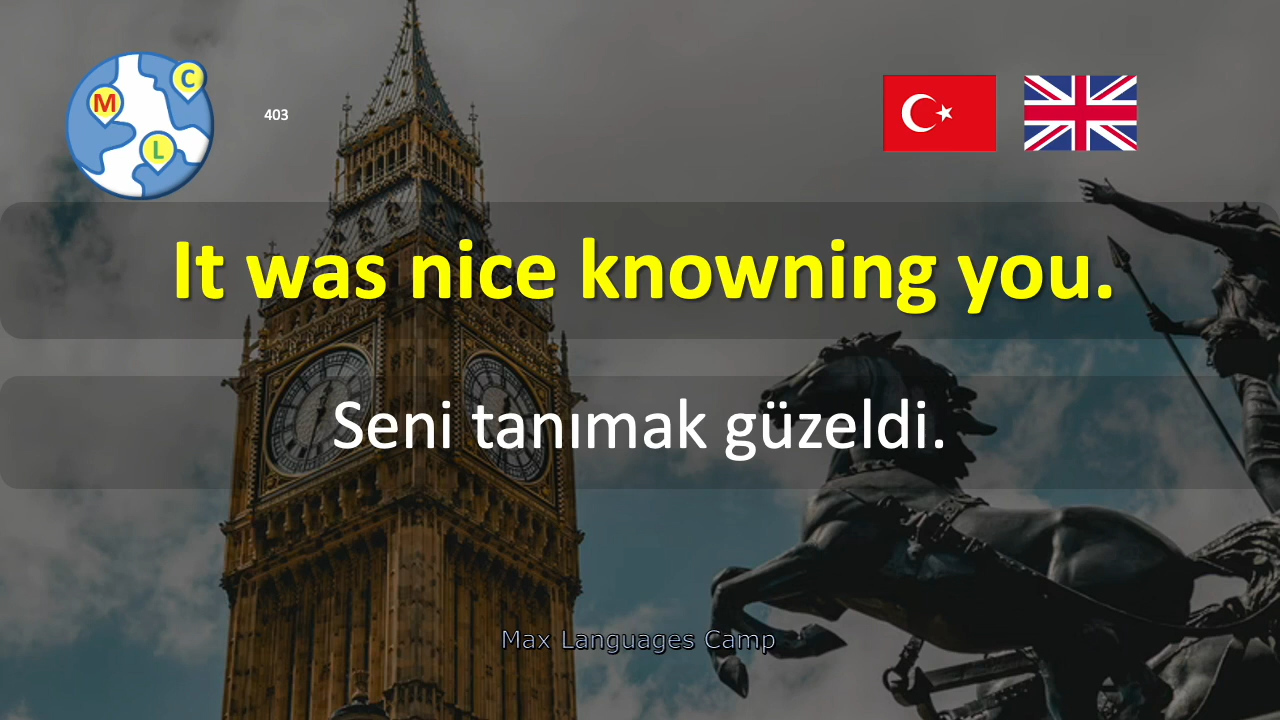 M
C
L
403
It was nice knowning you.
Seni tanımak güzeldi.
Max Languages Camp